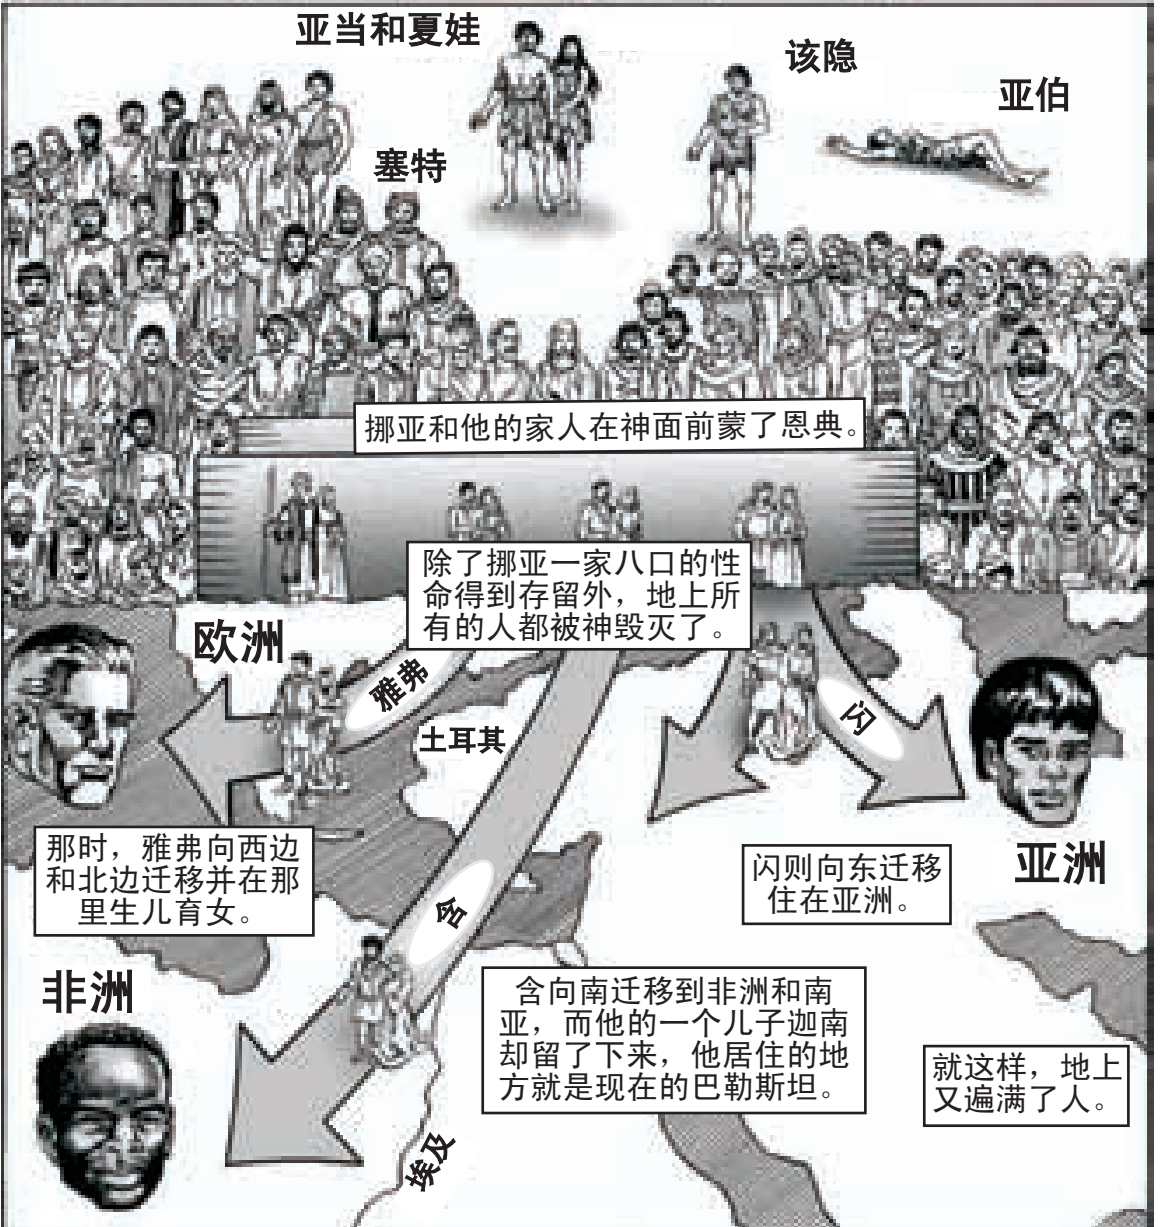 亚当和夏娃
该隐
亚伯
塞特
挪亚和他的家人在神面前蒙了恩典。
除了挪亚一家八口的性
命得到存留外，地上所
有的人都被神毁灭了。
欧洲
雅弗
土耳其
闪
那时，雅弗向西边
和北边迁移并在那
里生儿育女。
闪则向东迁移
住在亚洲。
亚洲
含
非洲
含向南迁移到非洲和南
亚，而他的一个儿子迦南
却留了下来，他居住的地
方就是现在的巴勒斯坦。
就这样，地上
又遍满了人。
埃及